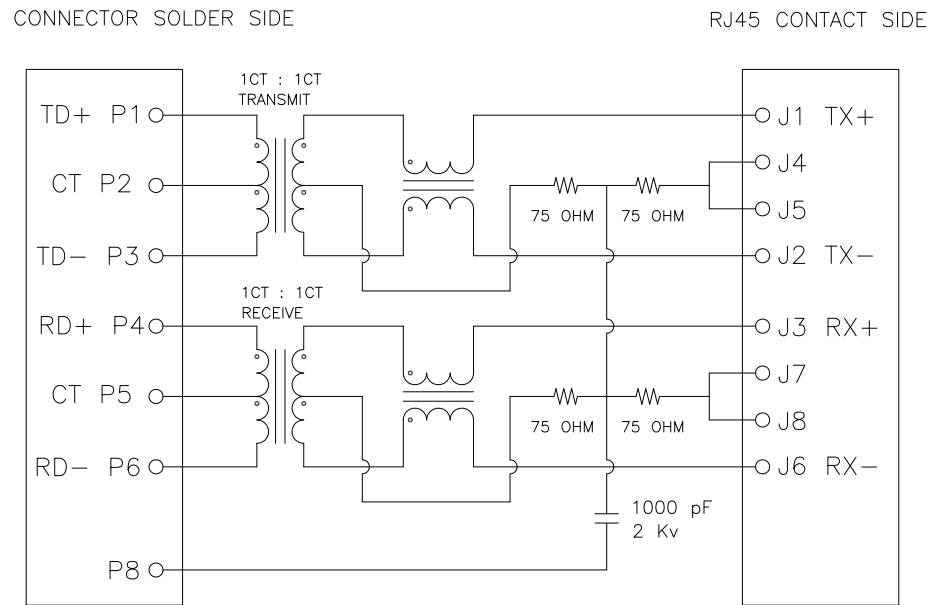 CONNECTOR SOLDER SIDE
RJ45 CONTACT SIDE
1CT : 1CT
TRANSMIT
TD+ P1
J1 TX+
J4
CT P2
75 OHM
75 OHM
J5
TD- P3
J2 TX-
1CT : 1CT
RECEIVE
RD+ P4
J3 RX+
J7
CT P5
75 OHM
75 OHM
J8
RD- P6
J6 RX-
1000 pF
2 Kv
P8